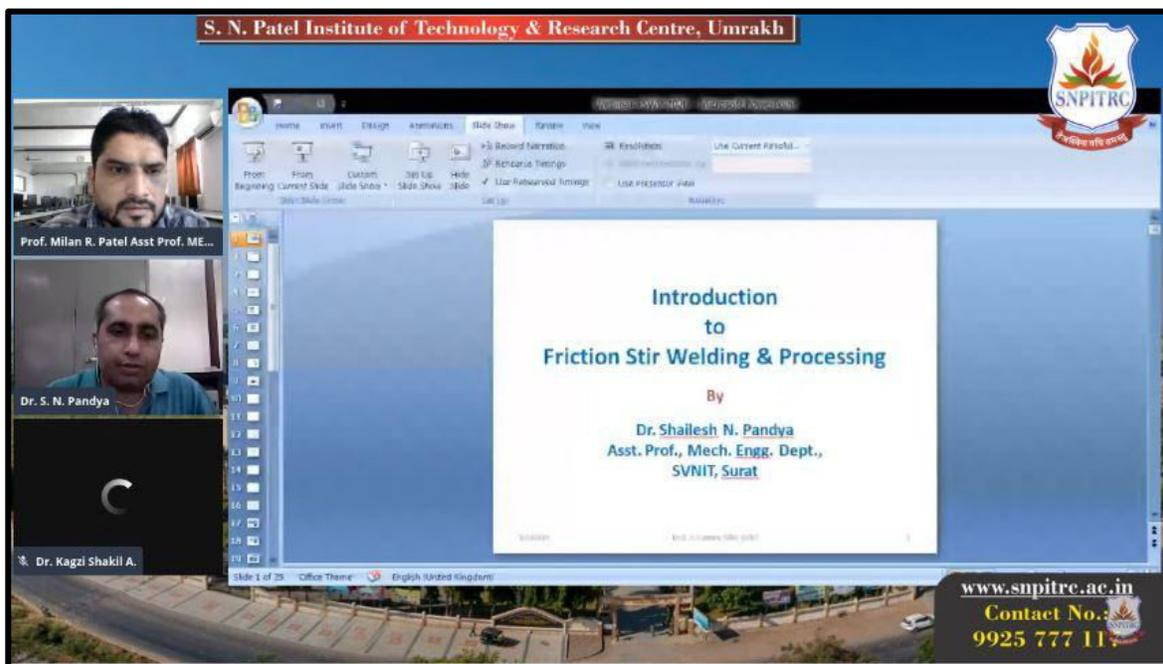 S. N. Patel Institute of Technology & Research Centre, Umrakh
SNPITRC
Prof. Milan R. Patel Asst Prof. ME...
Dr. S. N. Pandya
Dr. Kagzi Shakil A.
Home Insert Design Animations Slide Show Review View
From Beginning
From Current Slide
Custom Slide Show
Set Up Slide Show
Hide Slide
Record Narration
Rehearse Timings
Use Rehearsed Timings
Resolution:
Use Current Resolut...
Use Presenter View
Introduction
to
Friction Stir Welding & Processing
By
Dr. Shailesh N. Pandya
Asst. Prof., Mech. Engg. Dept.,
SVNIT, Surat
Slide 1 of 29 "Office Theme" English (United Kingdom)
www.snpitrc.ac.in
Contact No.:
9925 777 11
SNPITRC